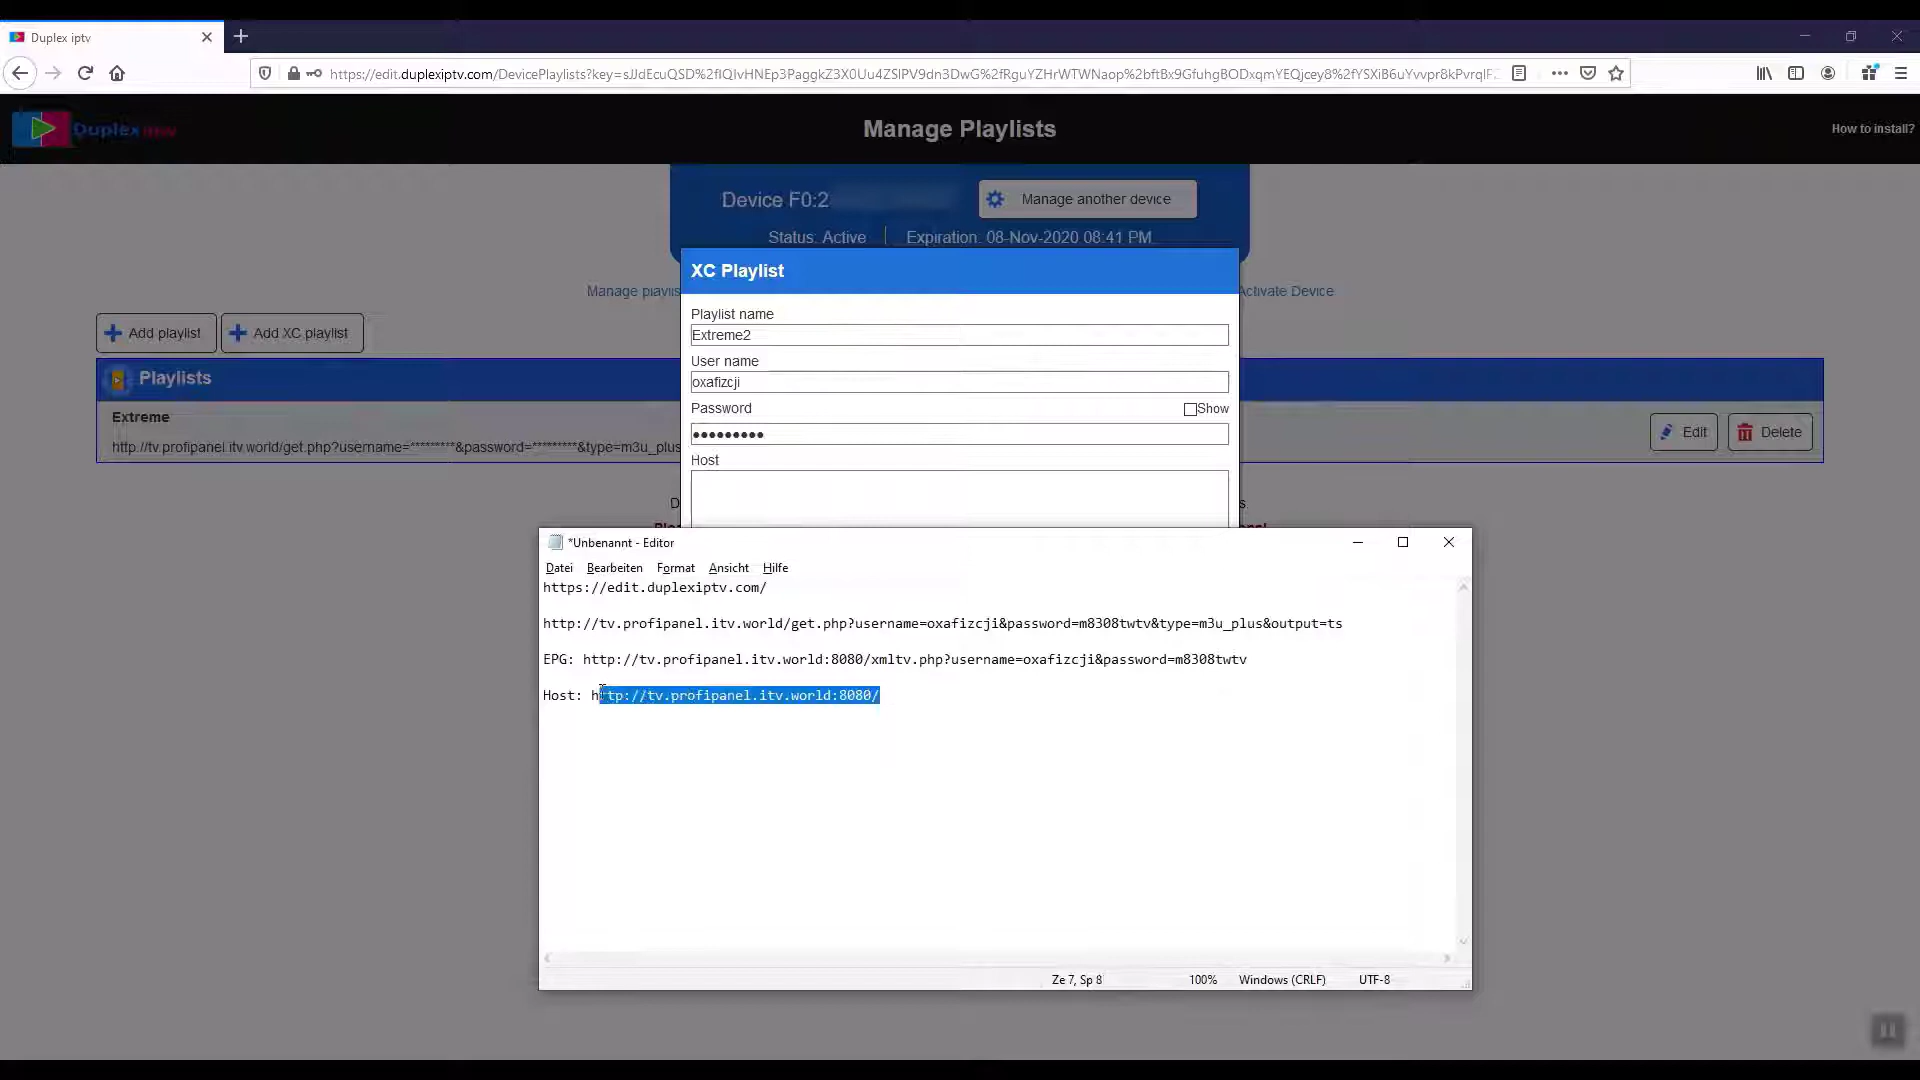 Duplex iptv
https://edit.duplexiptv.com/DevicePlaylists?key=sJJdEcuQSD%2fIQIvHNEp3PaggkZ3X0Uu4ZSlPV9dn3DwG%2fRguYZHrWTWNaop%2bftBx9GfuhgBODxqmYEQjcey8%2fYSXiB6uYvvpr8kPvrqlF
Duplex iptv
Manage Playlists
How to install?
Device F0:2
Manage another device
Status: Active
Expiration: 08-Nov-2020 08:41 PM
Manage playlis
Activate Device
Add playlist
Add XC playlist
Playlists
Extreme
http://tv.profipanel.itv.world/get.php?username=********&password=*********&type=m3u_plus
Edit
Delete
XC Playlist
Playlist name
Extreme2
User name
oxafizcji
Password
Show
•••••••••
Host
*Unbenannt - Editor
Datei Bearbeiten Format Ansicht Hilfe
https://edit.duplexiptv.com/
http://tv.profipanel.itv.world/get.php?username=oxafizcji&password=m8308twtv&type=m3u_plus&output=ts
EPG: http://tv.profipanel.itv.world:8080/xmltv.php?username=oxafizcji&password=m8308twtv
Host: http://tv.profipanel.itv.world:8080/
Ze 7, Sp 8
100%
Windows (CRLF)
UTF-8